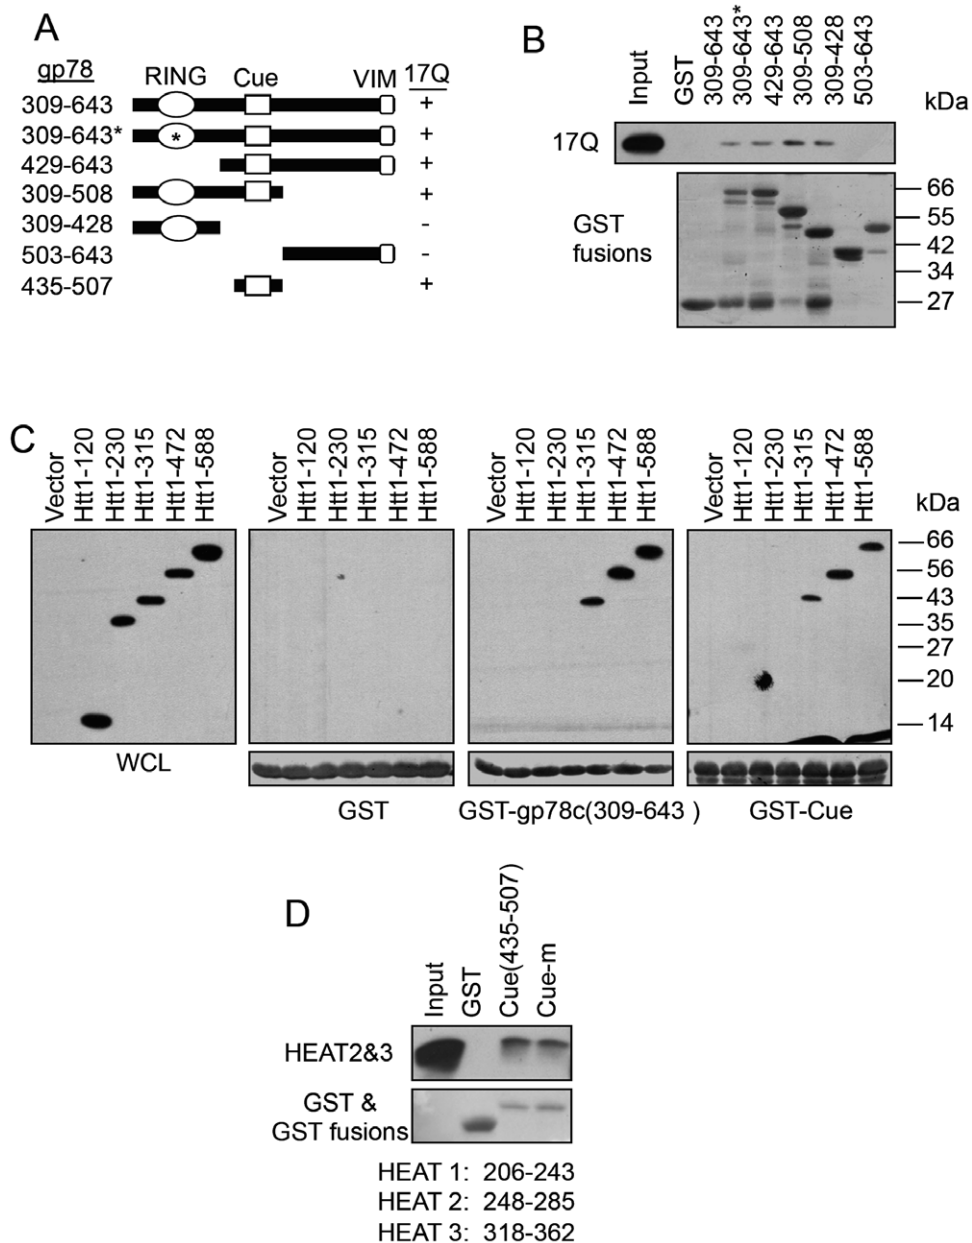 A
gp78 RING Cue VIM 17Q
309-643 +
309-643* * +
429-643 +
309-508 +
309-428 -
503-643 -
435-507 +
B
Input GST 309-643 309-643* 429-643 309-508 309-428 503-643
kDa
17Q
GST
fusions
66
55
42
34
27
C
Vector Htt1-120 Htt1-230 Htt1-315 Htt1-472 Htt1-588
Vector Htt1-120 Htt1-230 Htt1-315 Htt1-472 Htt1-588
Vector Htt1-120 Htt1-230 Htt1-315 Htt1-472 Htt1-588
Vector Htt1-120 Htt1-230 Htt1-315 Htt1-472 Htt1-588
kDa
66
56
43
35
27
20
14
WCL
GST
GST-gp78c(309-643 )
GST-Cue
D
Input GST Cue(435-507) Cue-m
HEAT2&3
GST &
GST fusions
HEAT 1: 206-243
HEAT 2: 248-285
HEAT 3: 318-362